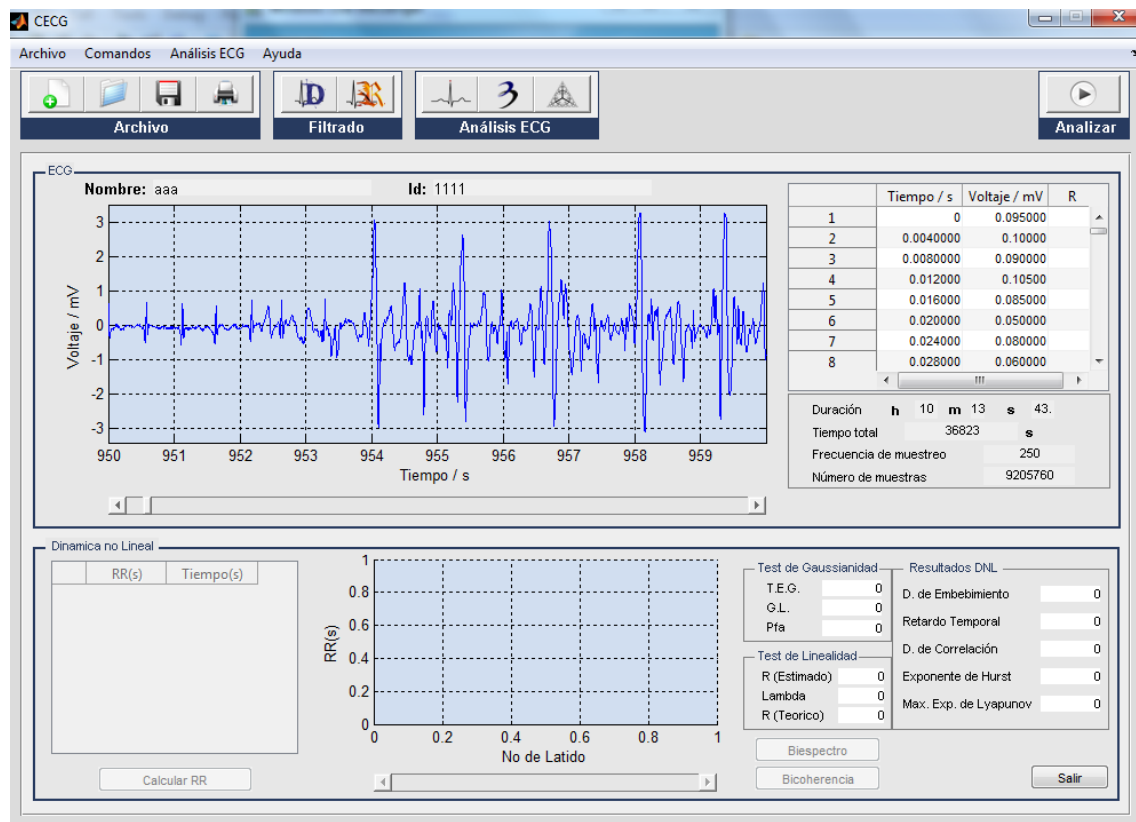 CECG
Archivo Comandos Análisis ECG Ayuda
Archivo Filtrado Análisis ECG Analizar
ECG
Nombre: aaa Id: 1111
3
2
1
0
-1
-2
-3
Voltaje / mV
950 951 952 953 954 955 956 957 958 959
Tiempo / s
Tiempo / s Voltaje / mV R
1 0 0.095000
2 0.0040000 0.10000
3 0.0080000 0.090000
4 0.012000 0.10500
5 0.016000 0.085000
6 0.020000 0.050000
7 0.024000 0.080000
8 0.028000 0.060000
Duración h 10 m 13 s 43.
Tiempo total 36823 s
Frecuencia de muestreo 250
Número de muestras 9205760
Dinamica no Lineal
RR(s) Tiempo(s)
Calcular RR
1
0.8
0.6
0.4
0.2
0
RR(s)
0 0.2 0.4 0.6 0.8 1
No de Latido
Test de Gaussianidad
T.E.G. 0
G.L. 0
Pfa 0
Test de Linealidad
R (Estimado) 0
Lambda 0
R (Teorico) 0
Biespectro
Bicoherencia
Resultados DNL
D. de Embebimiento 0
Retardo Temporal 0
D. de Correlación 0
Exponente de Hurst 0
Max. Exp. de Lyapunov 0
Salir